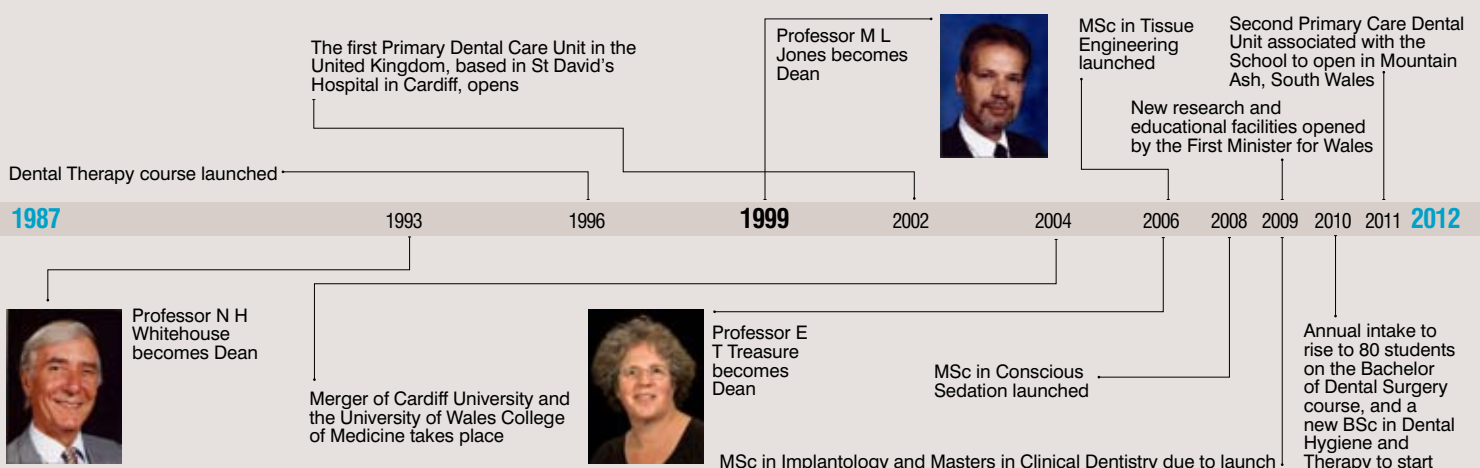 The first Primary Dental Care Unit in the
United Kingdom, based in St David's
Hospital in Cardiff, opens
Professor M L
Jones becomes
Dean
MSc in Tissue
Engineering
launched
Second Primary Care Dental
Unit associated with the
School to open in Mountain
Ash, South Wales
New research and
educational facilities opened
by the First Minister for Wales
Dental Therapy course launched
1987 1993 1996 1999 2002 2004 2006 2008 2009 2010 2011 2012
Professor N H
Whitehouse
becomes Dean
Merger of Cardiff University and
the University of Wales College
of Medicine takes place
Professor E
T Treasure
becomes
Dean
MSc in Conscious
Sedation launched
MSc in Implantology and Masters in Clinical Dentistry due to launch
Annual intake to
rise to 80 students
on the Bachelor
of Dental Surgery
course, and a
new BSc in Dental
Hygiene and
Therapy to start